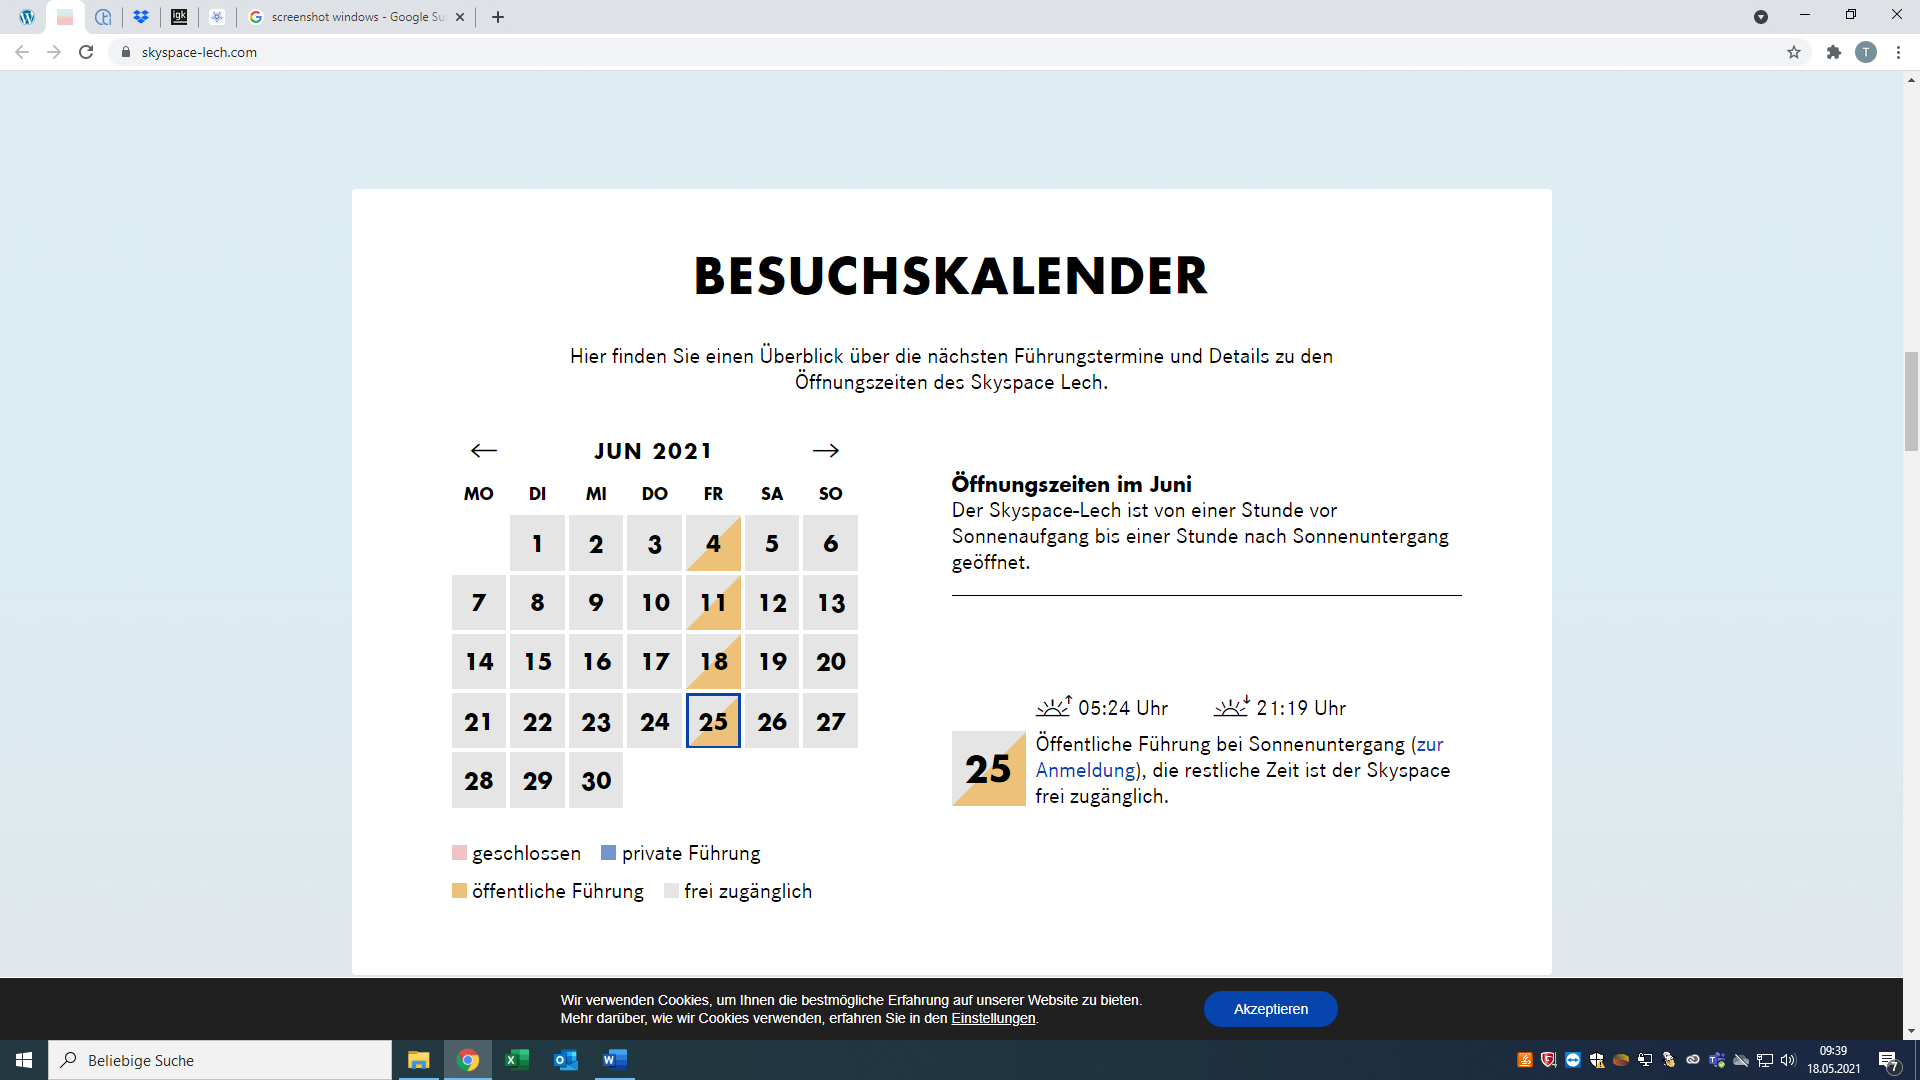 igk
screenshot windows - Google Su
skyspace-lech.com
T
BESUCHSKALENDER
Hier finden Sie einen Überblick über die nächsten Führungstermine und Details zu den
Öffnungszeiten des Skyspace Lech.
JUN 2021
MO DI MI DO FR SA SO
1 2 3 4 5 6
7 8 9 10 11 12 13
14 15 16 17 18 19 20
21 22 23 24 25 26 27
28 29 30
geschlossen private Führung
öffentliche Führung frei zugänglich
Öffnungszeiten im Juni
Der Skyspace-Lech ist von einer Stunde vor
Sonnenaufgang bis einer Stunde nach Sonnenuntergang
geöffnet.
05:24 Uhr 21:19 Uhr
25
Öffentliche Führung bei Sonnenuntergang (zur
Anmeldung), die restliche Zeit ist der Skyspace
frei zugänglich.
Wir verwenden Cookies, um Ihnen die bestmögliche Erfahrung auf unserer Website zu bieten.
Mehr darüber, wie wir Cookies verwenden, erfahren Sie in den Einstellungen.
Akzeptieren
Beliebige Suche
09:39
18.05.2021
7